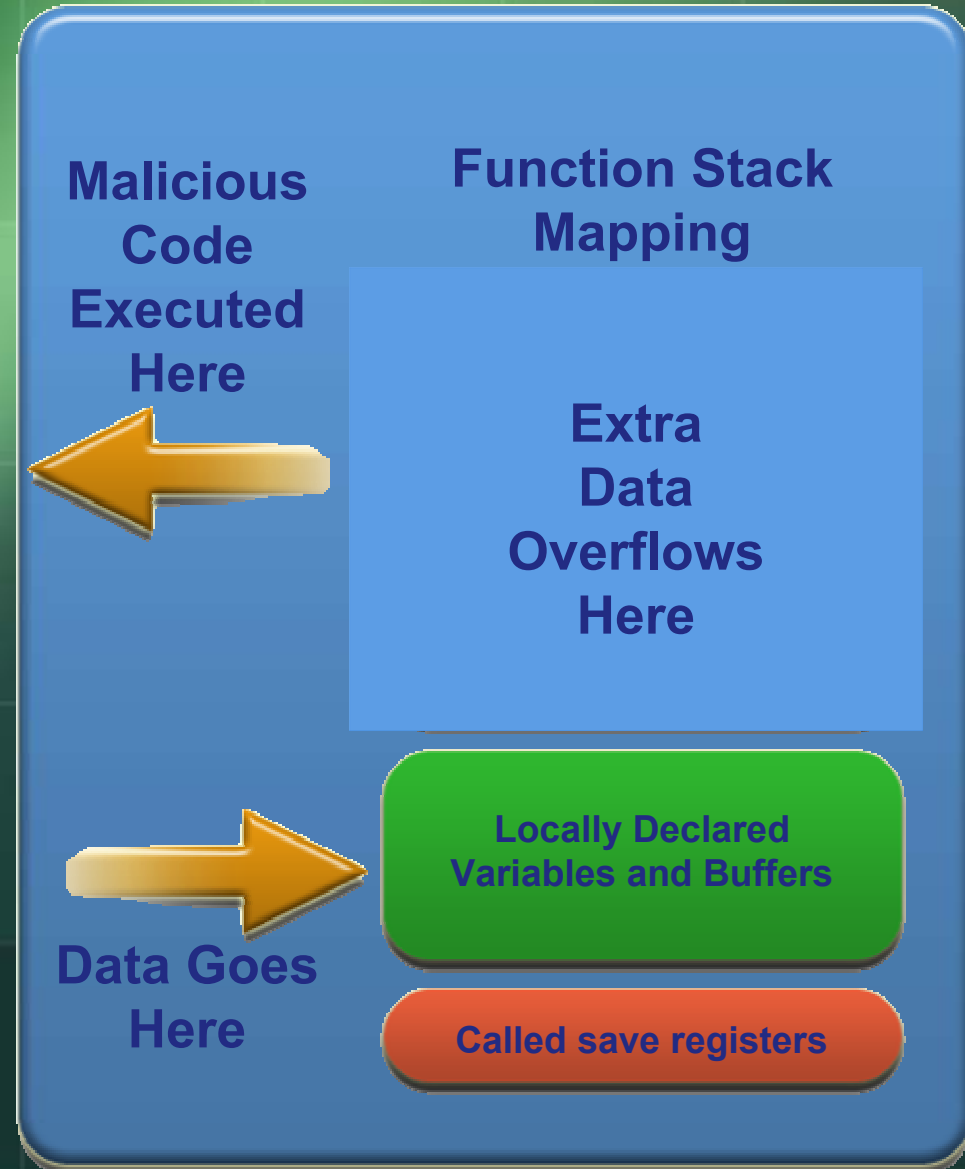 Function Stack
Mapping
Malicious
Code
Executed
Here
Extra
Data
Overflows
Here
Locally Declared
Variables and Buffers
Data Goes
Here
Called save registers